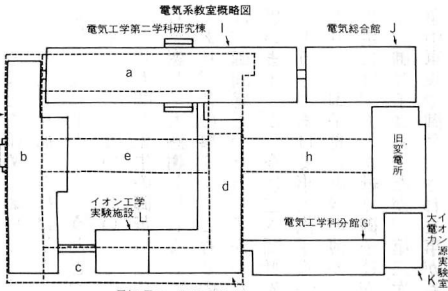 電気系教室概略図
電気工学第二学科研究棟 I
電気総合館 J
a
b
e
d
h
旧変電所
イオン工学
実験施設 L
c
電気工学科分館G
イオン源実験室
大電力
K